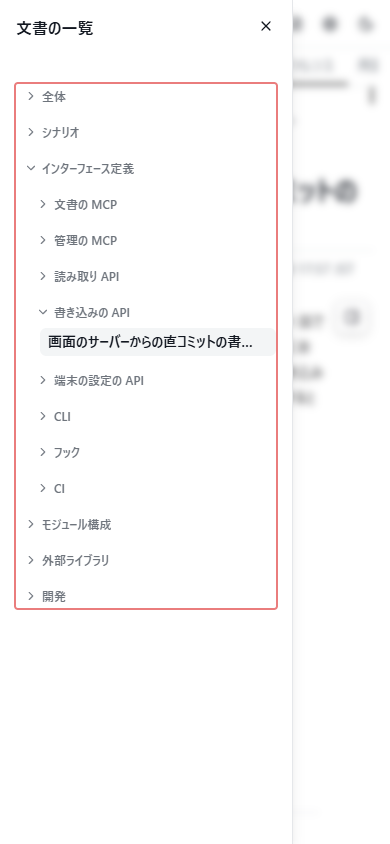 文書の一覧
全体
シナリオ
インターフェース定義
文書の MCP
管理の MCP
読み取り API
書き込みの API
画面のサーバーからの直コミットの書...
端末の設定の API
CLI
フック
CI
モジュール構成
外部ライブラリ
開発
ミットの